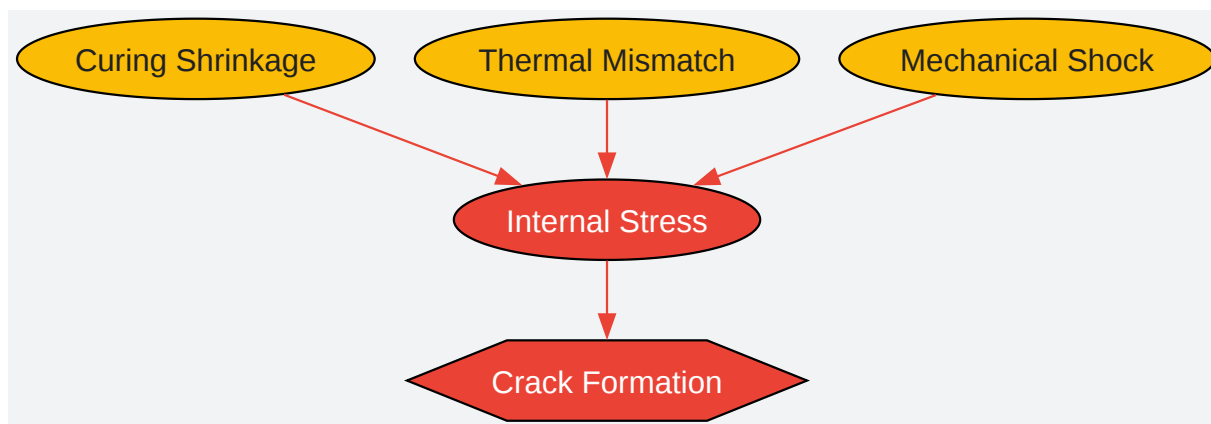 Curing Shrinkage
Thermal Mismatch
Mechanical Shock
Internal Stress
Crack Formation